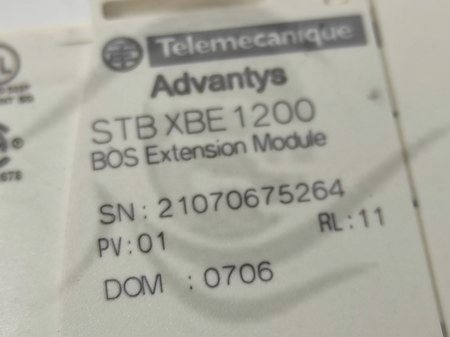 Telemecanique
Advantys
STB XBE 1200
BOS Extension Module
SN: 21070675264
PV:01 RL:11
DOM : 0706